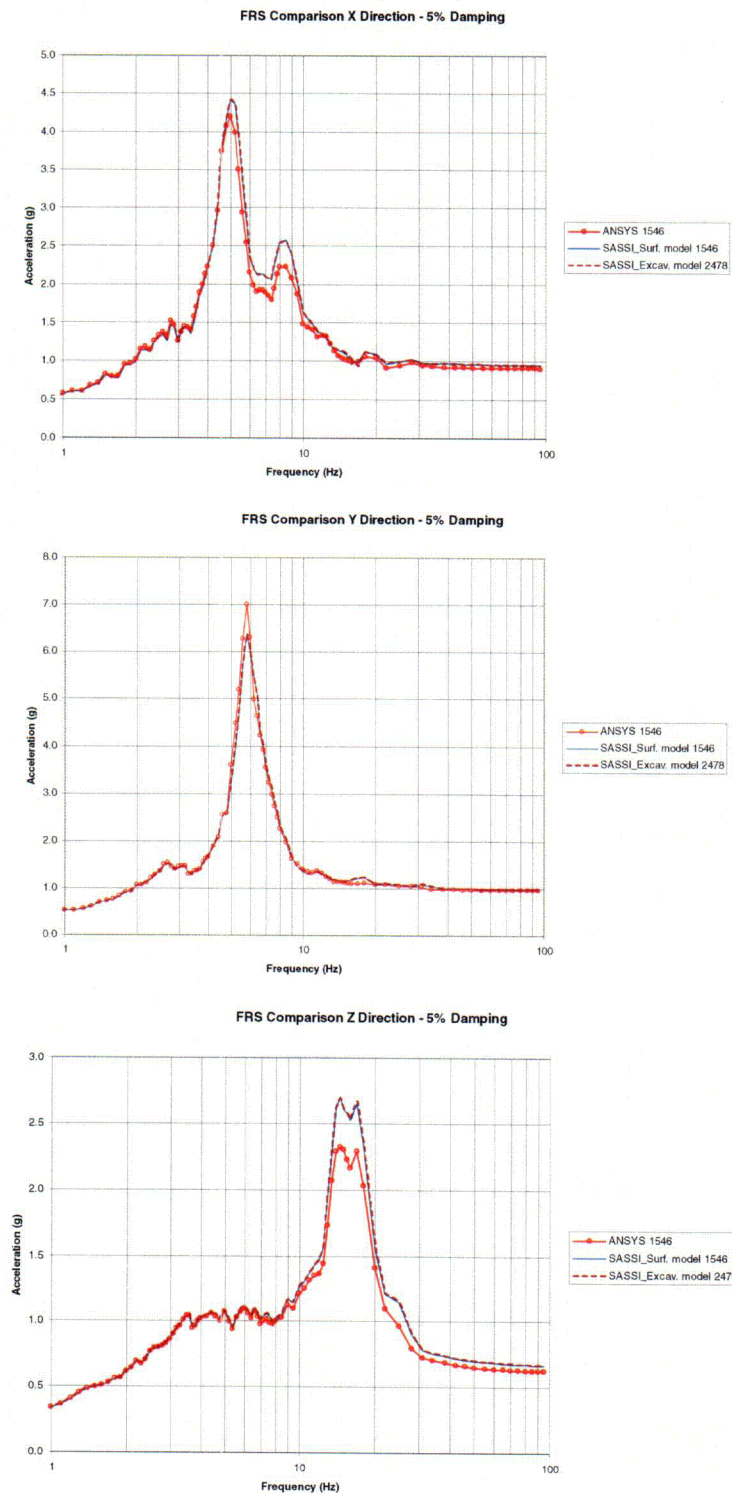 FRS Comparison X Direction - 5% Damping
5.0
4.5
4.0
3.5
3.0
2.5
2.0
1.5
1.0
0.5
0.0
Acceleration (g)
1
10
100
Frequency (Hz)
ANSYS 1546
SASSI_Surf. model 1546
SASSI_Excav. model 2478
FRS Comparison Y Direction - 5% Damping
8.0
7.0
6.0
5.0
4.0
3.0
2.0
1.0
0.0
Acceleration (g)
1
10
100
Frequency (Hz)
ANSYS 1546
SASSI_Surf. model 1546
SASSI_Excav. model 2478
FRS Comparison Z Direction - 5% Damping
3.0
2.5
2.0
1.5
1.0
0.5
0.0
Acceleration (g)
1
10
100
Frequency (Hz)
ANSYS 1546
SASSI_Surf. model 1546
SASSI_Excav. model 247